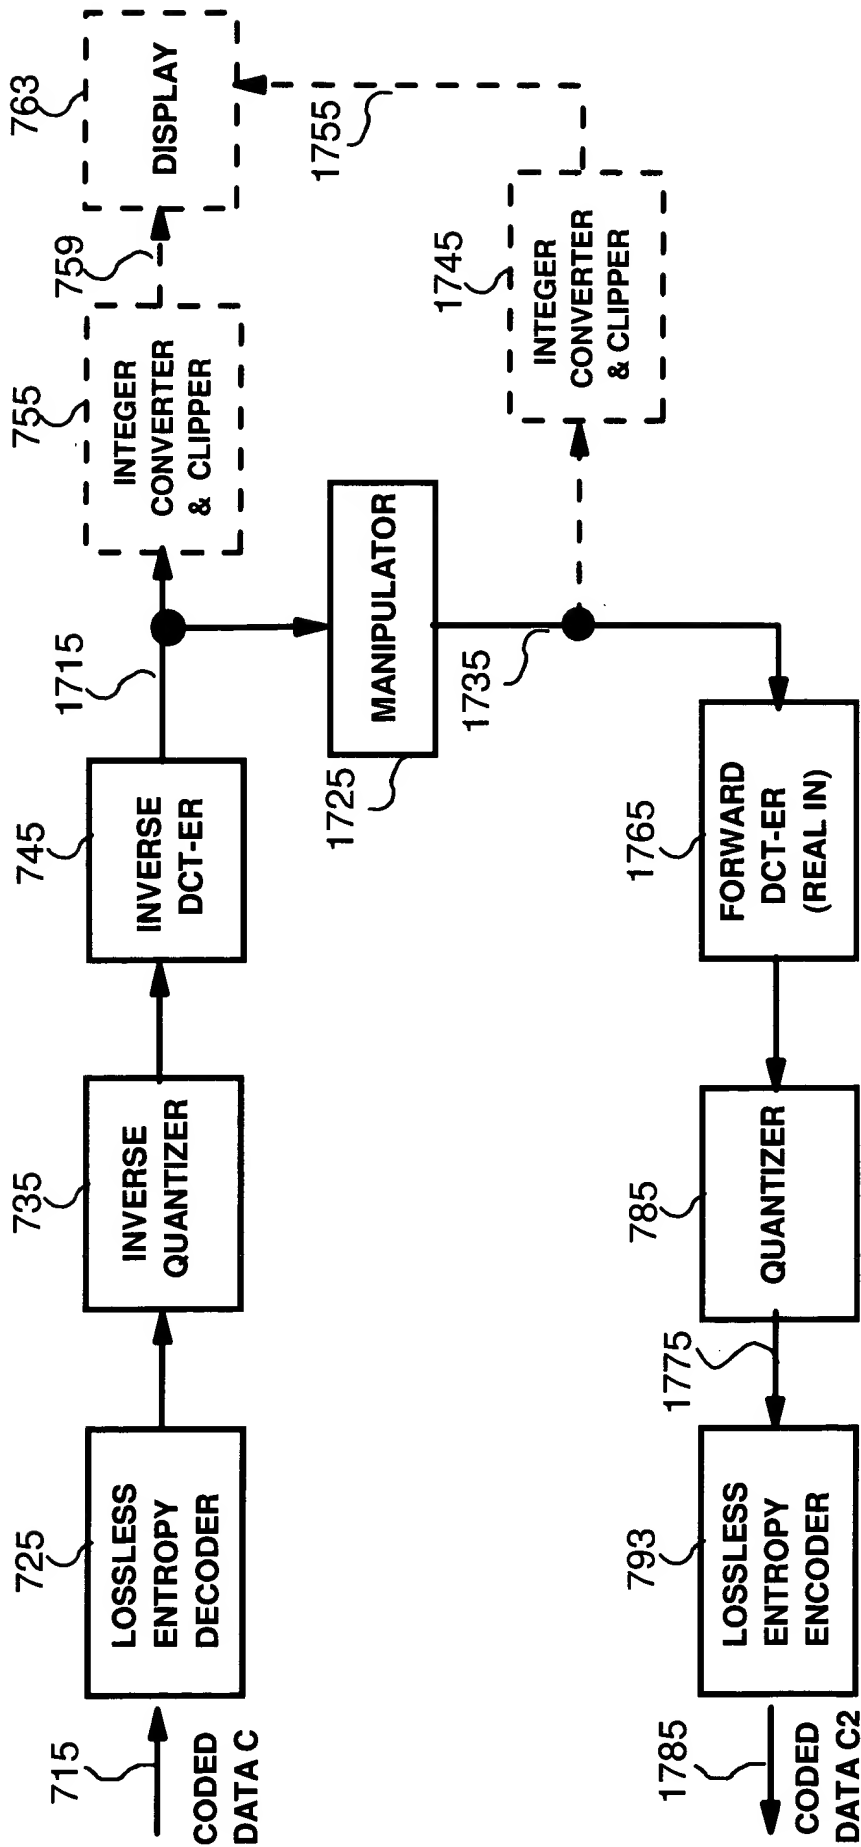 715
CODED
DATA C
725
LOSSLESS
ENTROPY
DECODER
735
INVERSE
QUANTIZER
745
INVERSE
DCT-ER
1715
755
INTEGER
CONVERTER
& CLIPPER
759
763
DISPLAY
1725
MANIPULATOR
1735
1745
INTEGER
CONVERTER
& CLIPPER
1755
1765
FORWARD
DCT-ER
(REAL IN)
785
QUANTIZER
1775
793
LOSSLESS
ENTROPY
ENCODER
1785
CODED
DATA C2